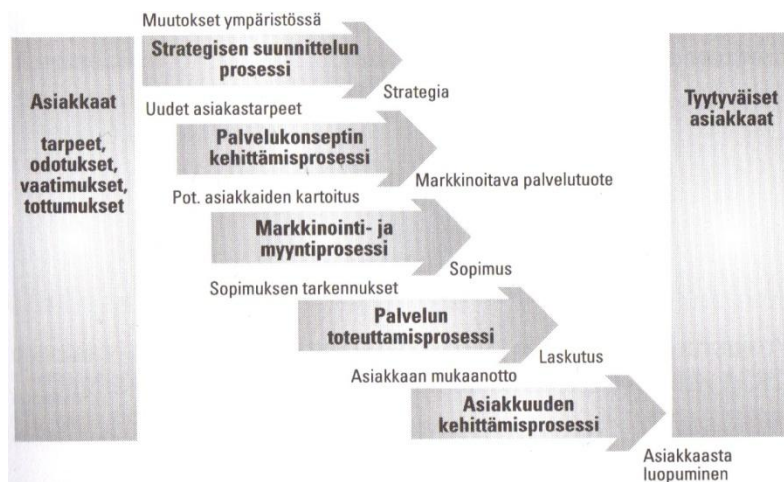 Muutokset ympäristössä
Strategisen suunnittelun
prosessi
Strategia
Asiakkaat
tarpeet,
odotukset,
vaatimukset,
tottumukset
Uudet asiakastarpeet
Palvelukonseptin
kehittämisprosessi
Markkinoitava palvelutuote
Pot. asiakkaiden kartoitus
Markkinointi- ja
myyntiprosessi
Sopimus
Sopimuksen tarkennukset
Palvelun
toteuttamisprosessi
Laskutus
Asiakkaan mukaanotto
Asiakkuuden
kehittämisprosessi
Asiakkaasta
luopuminen
Tyytyväiset
asiakkaat